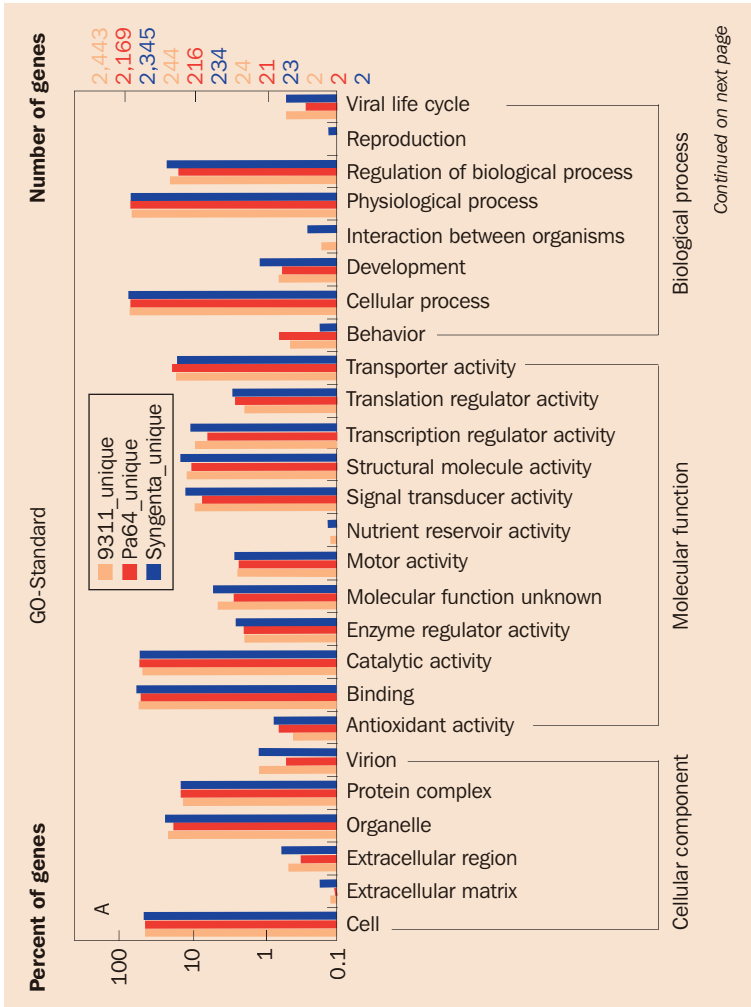 Percent of genes
GO-Standard
Number of genes
A
100
10
1
0.1
9311_unique
Pa64_unique
Syngenta_unique
2,443
2,169
2,345
244
216
234
24
21
23
2
2
2
Viral life cycle
Reproduction
Regulation of biological process
Physiological process
Interaction between organisms
Development
Cellular process
Behavior
Transporter activity
Translation regulator activity
Transcription regulator activity
Structural molecule activity
Signal transducer activity
Nutrient reservoir activity
Motor activity
Molecular function unknown
Enzyme regulator activity
Catalytic activity
Binding
Antioxidant activity
Virion
Protein complex
Organelle
Extracellular region
Extracellular matrix
Cell
Biological process
Molecular function
Cellular component
Continued on next page